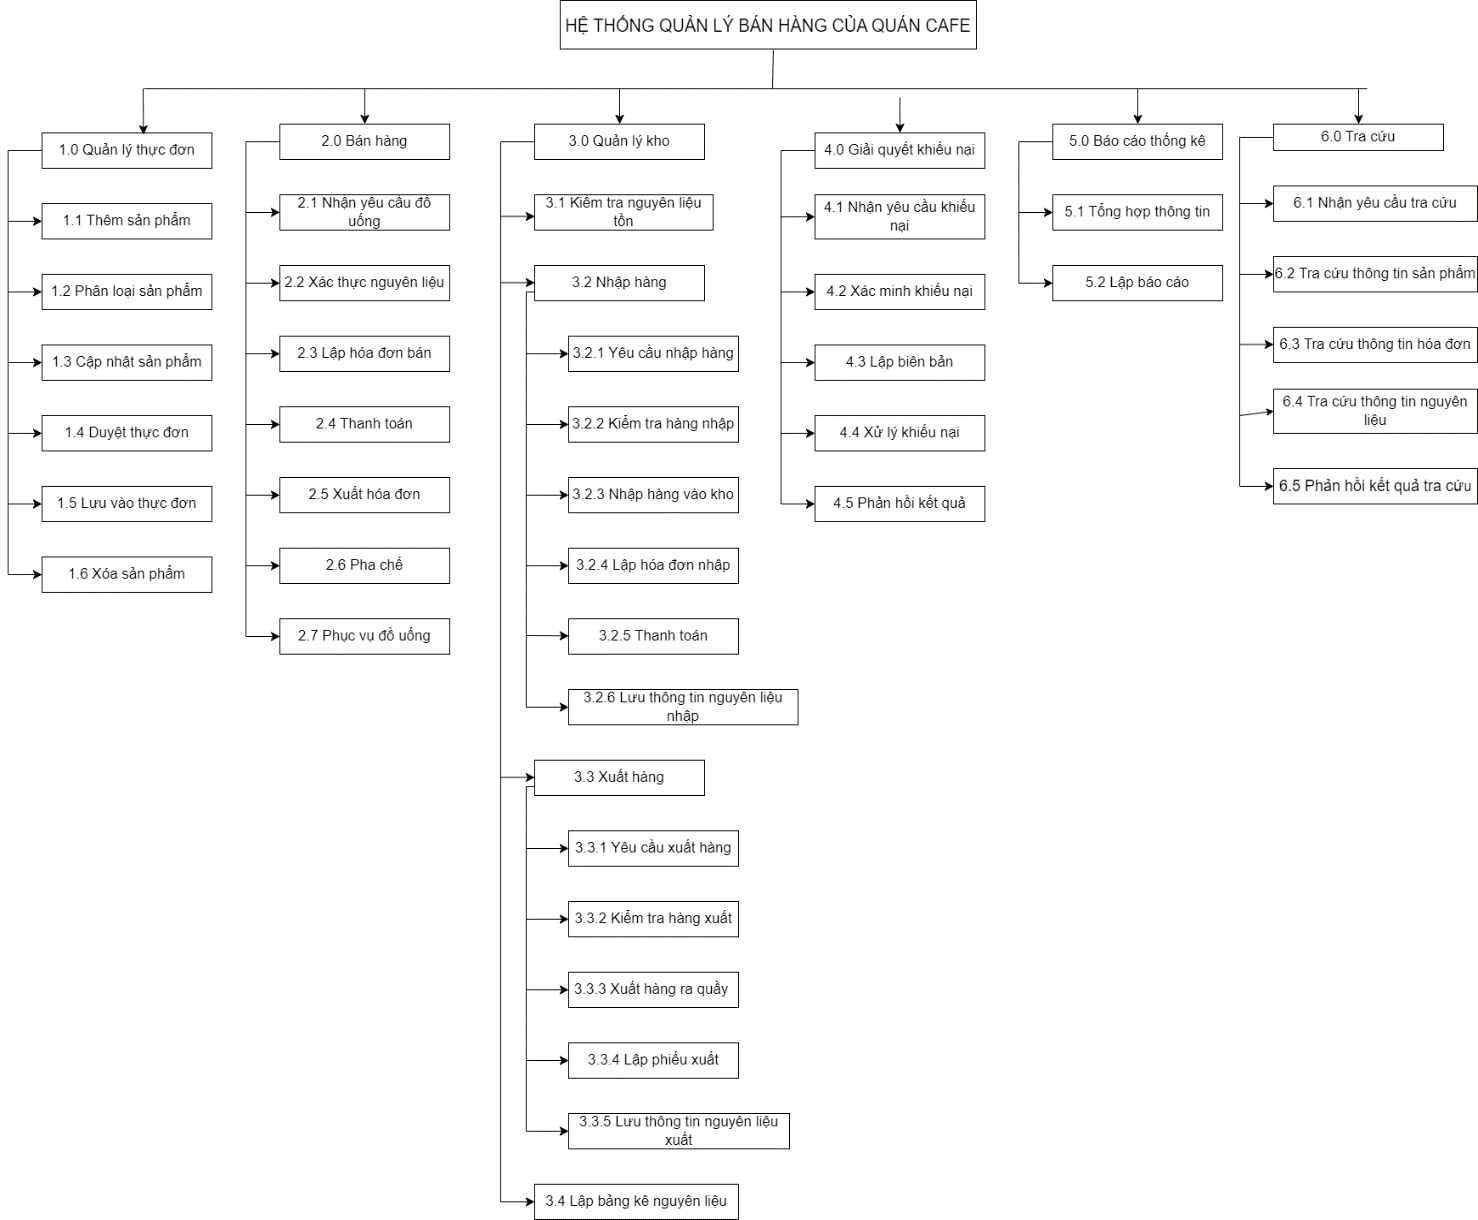 HỆ THỐNG QUẢN LÝ BÁN HÀNG CỦA QUÁN CAFE
1.0 Quản lý thực đơn
1.1 Thêm sản phẩm
1.2 Phân loại sản phẩm
1.3 Cập nhật sản phẩm
1.4 Duyệt thực đơn
1.5 Lưu vào thực đơn
1.6 Xóa sản phẩm
2.0 Bán hàng
2.1 Nhận yêu cầu đồ
uống
2.2 Xác thực nguyên liệu
2.3 Lập hóa đơn bán
2.4 Thanh toán
2.5 Xuất hóa đơn
2.6 Pha chế
2.7 Phục vụ đồ uống
3.0 Quản lý kho
3.1 Kiểm tra nguyên liệu
tồn
3.2 Nhập hàng
3.2.1 Yêu cầu nhập hàng
3.2.2 Kiểm tra hàng nhập
3.2.3 Nhập hàng vào kho
3.2.4 Lập hóa đơn nhập
3.2.5 Thanh toán
3.2.6 Lưu thông tin nguyên liệu
nhập
3.3 Xuất hàng
3.3.1 Yêu cầu xuất hàng
3.3.2 Kiểm tra hàng xuất
3.3.3 Xuất hàng ra quầy
3.3.4 Lập phiếu xuất
3.3.5 Lưu thông tin nguyên liệu
xuất
3.4 Lập bảng kê nguyên liệu
4.0 Giải quyết khiếu nại
4.1 Nhận yêu cầu khiếu
nại
4.2 Xác minh khiếu nại
4.3 Lập biên bản
4.4 Xử lý khiếu nại
4.5 Phản hồi kết quả
5.0 Báo cáo thống kê
5.1 Tổng hợp thông tin
5.2 Lập báo cáo
6.0 Tra cứu
6.1 Nhận yêu cầu tra cứu
6.2 Tra cứu thông tin sản phẩm
6.3 Tra cứu thông tin hóa đơn
6.4 Tra cứu thông tin nguyên
liệu
6.5 Phản hồi kết quả tra cứu